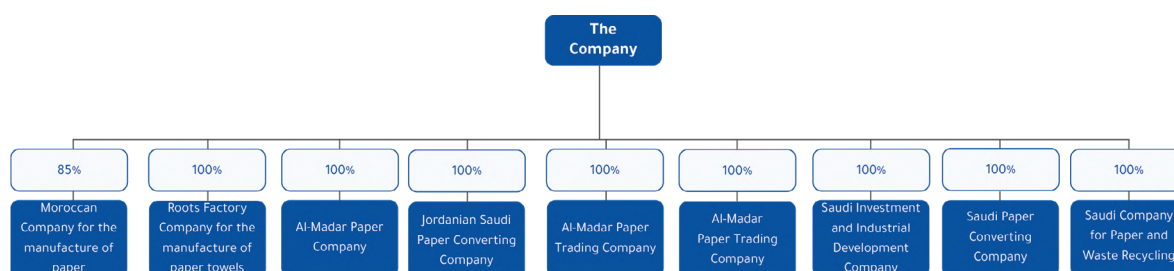 The
Company
85%
100%
100%
100%
100%
100%
100%
100%
100%
Moroccan
Company for the
manufacture of
paper
Roots Factory
Company for the
manufacture of
paper towels
Al-Madar Paper
Company
Jordanian Saudi
Paper Converting
Company
Al-Madar Paper
Trading Company
Al-Madar
Paper Trading
Company
Saudi Investment
and Industrial
Development
Company
Saudi Paper
Converting
Company
Saudi Company
for Paper and
Waste Recycling